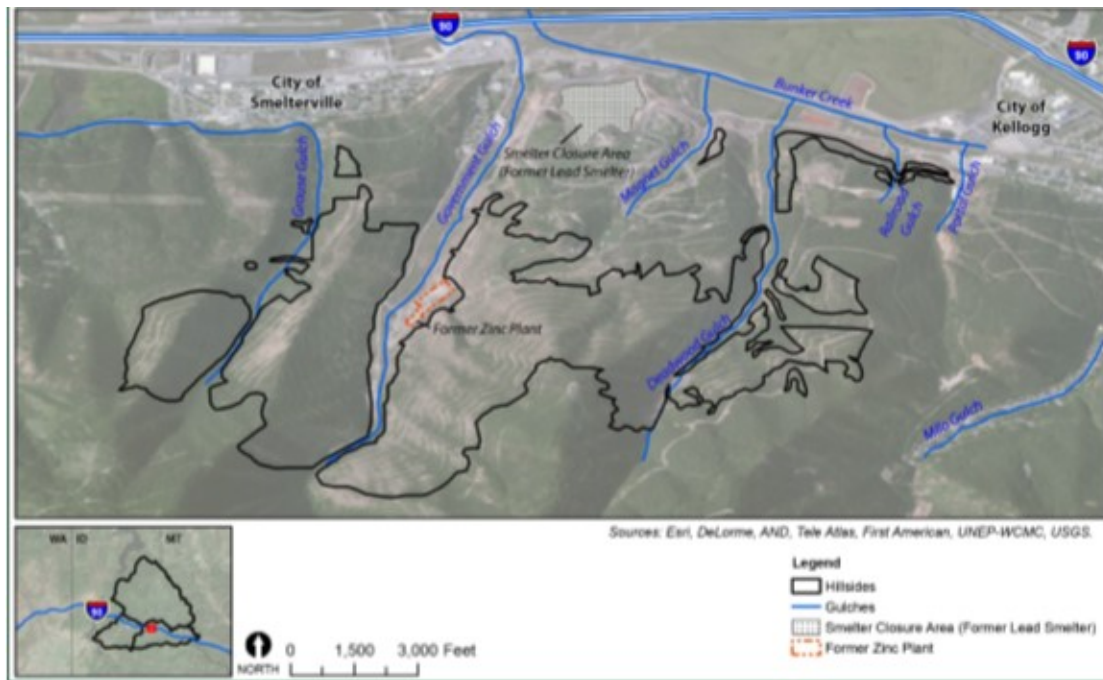 90
90
City of
Smelterville
Bunker Creek
City of
Kellogg
Smelter Closure Area
(Former Lead Smelter)
Grouse Gulch
Government Gulch
Magnet Gulch
Railroad
Gulch
Portal Gulch
Former Zinc Plant
Deadwood Gulch
Milo Gulch
Sources: Esri, DeLorme, AND, Tele Atlas, First American, UNEP-WCMC, USGS.
WA ID MT
90
NORTH
0 1,500 3,000 Feet
Legend
Hillsides
Gulches
Smelter Closure Area (Former Lead Smelter)
Former Zinc Plant